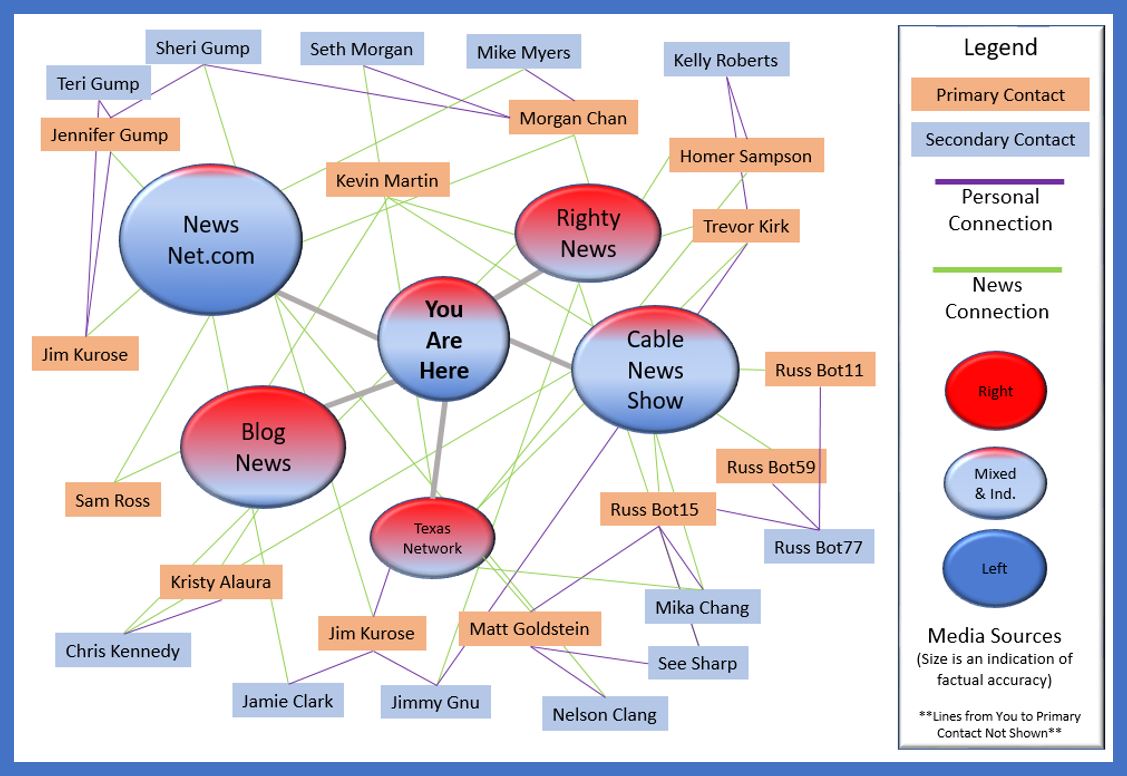 Sheri Gump
Seth Morgan
Mike Myers
Kelly Roberts
Teri Gump
Jennifer Gump
Morgan Chan
Homer Sampson
Kevin Martin
News
Net.com
Righty
News
Trevor Kirk
You
Are
Here
Cable
News
Show
Jim Kurose
Russ Bot11
Blog
News
Russ Bot59
Sam Ross
Russ Bot15
Texas
Network
Russ Bot77
Kristy Alaura
Mika Chang
Jim Kurose
Matt Goldstein
Chris Kennedy
See Sharp
Jamie Clark
Jimmy Gnu
Nelson Clang
Legend
Primary Contact
Secondary Contact
Personal
Connection
News
Connection
Right
Mixed
& Ind.
Left
Media Sources
(Size is an indication of
factual accuracy)
**Lines from You to Primary
Contact Not Shown**